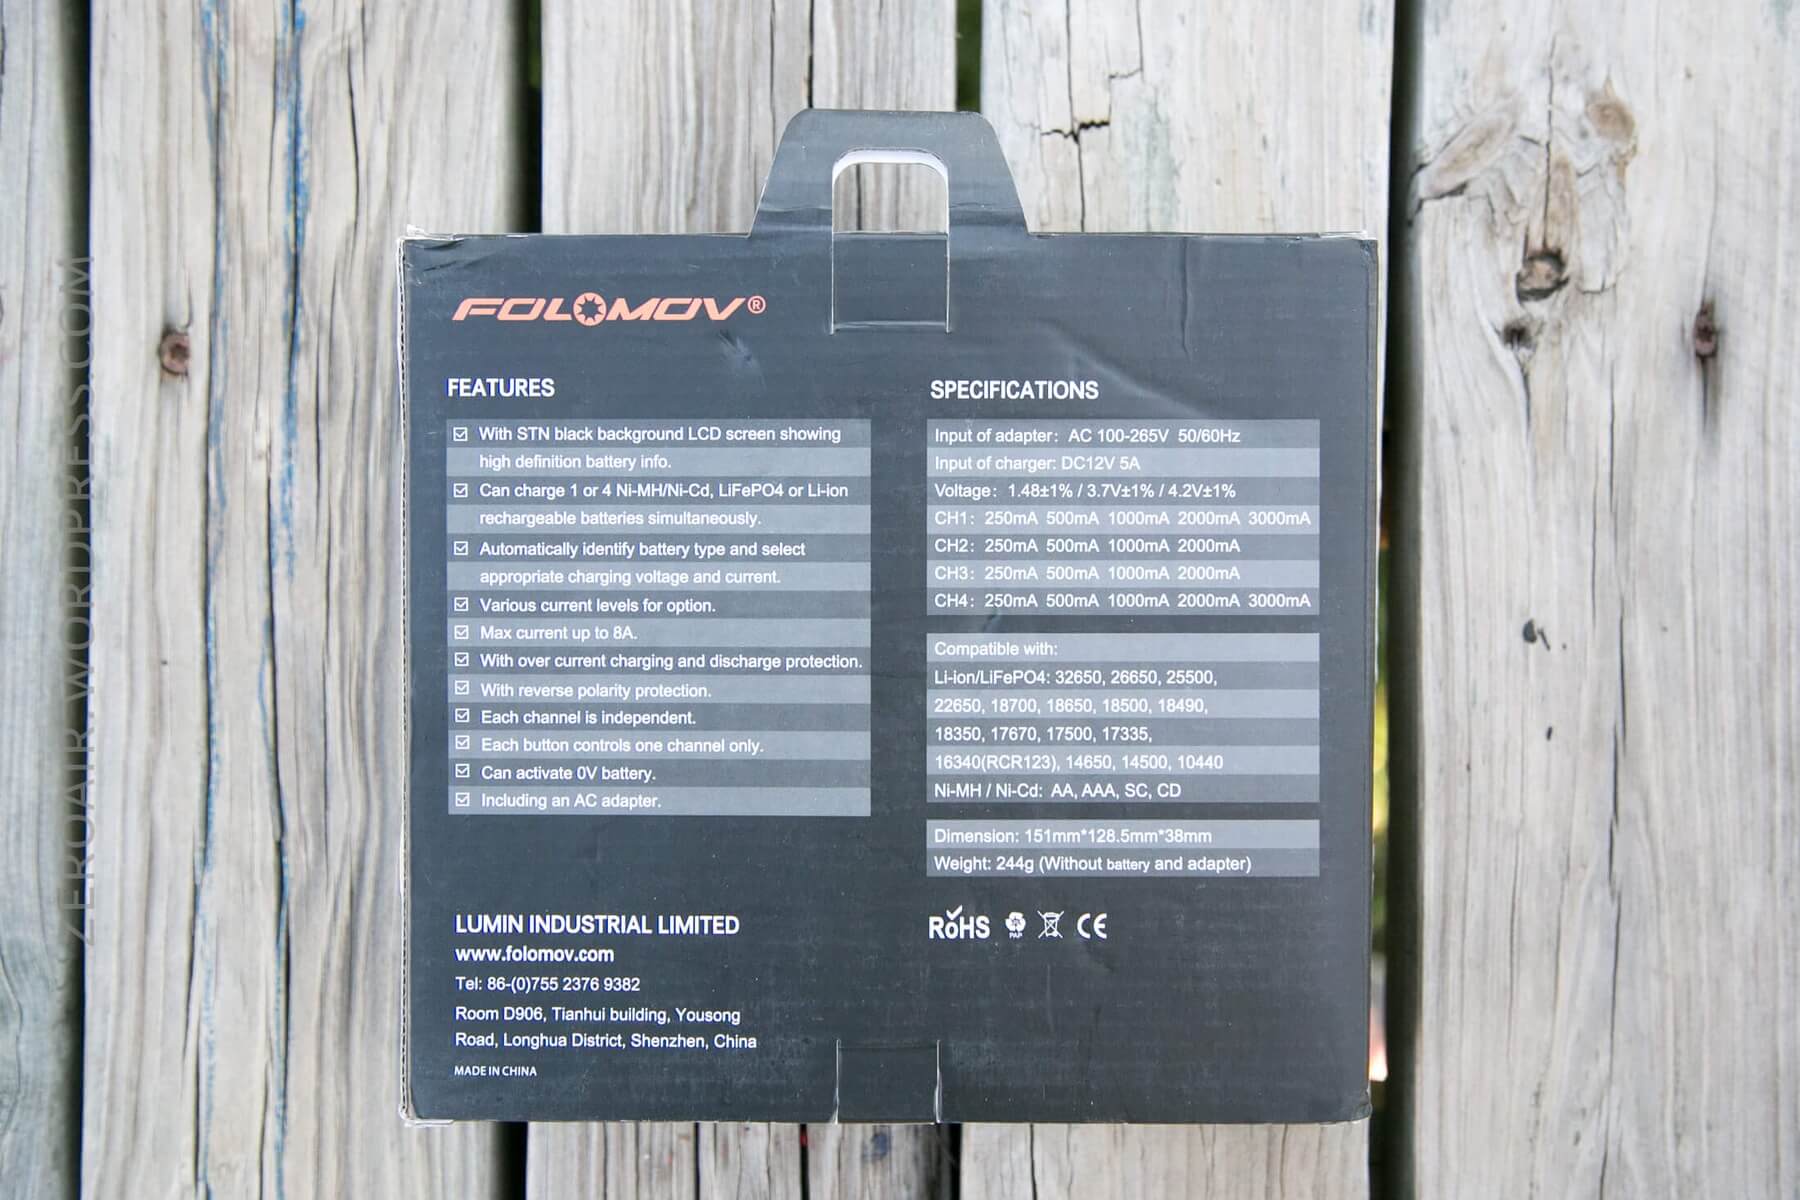 FOLOMOV®
FEATURES
☑ With STN black background LCD screen showing
high definition battery info.
☑ Can charge 1 or 4 Ni-MH/Ni-Cd, LiFePO4 or Li-ion
rechargeable batteries simultaneously.
☑ Automatically identify battery type and select
appropriate charging voltage and current.
☑ Various current levels for option.
☑ Max current up to 8A.
☑ With over current charging and discharge protection.
☑ With reverse polarity protection.
☑ Each channel is independent.
☑ Each button controls one channel only.
☑ Can activate 0V battery.
☑ Including an AC adapter.
LUMIN INDUSTRIAL LIMITED
www.folomov.com
Tel: 86-(0)755 2376 9382
Room D906, Tianhui building, Yousong
Road, Longhua District, Shenzhen, China
MADE IN CHINA
SPECIFICATIONS
Input of adapter: AC 100-265V 50/60Hz
Input of charger: DC12V 5A
Voltage: 1.48±1% / 3.7V±1% / 4.2V±1%
CH1: 250mA 500mA 1000mA 2000mA 3000mA
CH2: 250mA 500mA 1000mA 2000mA
CH3: 250mA 500mA 1000mA 2000mA
CH4: 250mA 500mA 1000mA 2000mA 3000mA
Compatible with:
Li-ion/LiFePO4: 32650, 26650, 25500,
22650, 18700, 18650, 18500, 18490,
18350, 17670, 17500, 17335,
16340(RCR123), 14650, 14500, 10440
Ni-MH / Ni-Cd: AA, AAA, SC, CD
Dimension: 151mm*128.5mm*38mm
Weight: 244g (Without battery and adapter)
RoHS PAP CE
ZEROAIR.WORDPRESS.COM